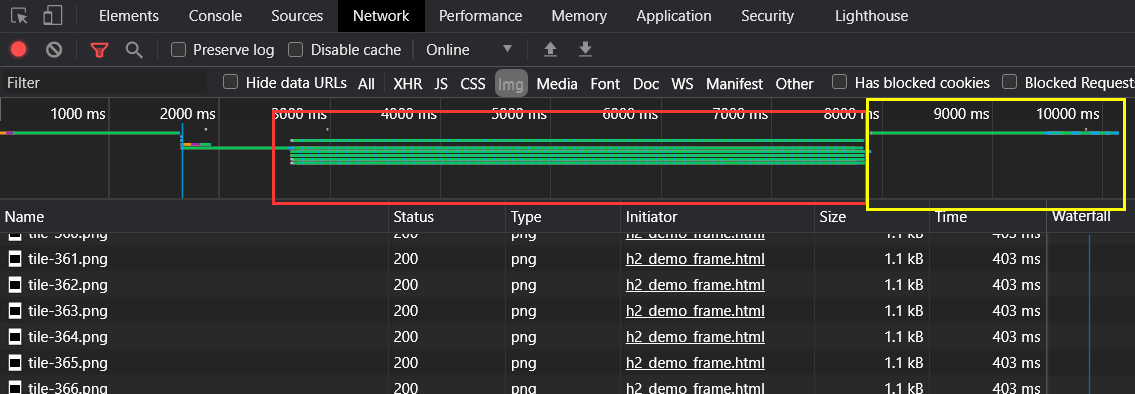 Elements Console Sources Network Performance Memory Application Security Lighthouse
Preserve log Disable cache Online
Filter Hide data URLs All XHR JS CSS Img Media Font Doc WS Manifest Other Has blocked cookies Blocked Requests
1000 ms 2000 ms 3000 ms 4000 ms 5000 ms 6000 ms 7000 ms 8000 ms 9000 ms 10000 ms
Name Status Type Initiator Size Time Waterfall
tile-360.png 200 png h2_demo_frame.html 1.1 kB 403 ms
tile-361.png 200 png h2_demo_frame.html 1.1 kB 403 ms
tile-362.png 200 png h2_demo_frame.html 1.1 kB 403 ms
tile-363.png 200 png h2_demo_frame.html 1.1 kB 403 ms
tile-364.png 200 png h2_demo_frame.html 1.1 kB 403 ms
tile-365.png 200 png h2_demo_frame.html 1.1 kB 403 ms
tile-366.png 200 png h2_demo_frame.html 1.1 kB 403 ms